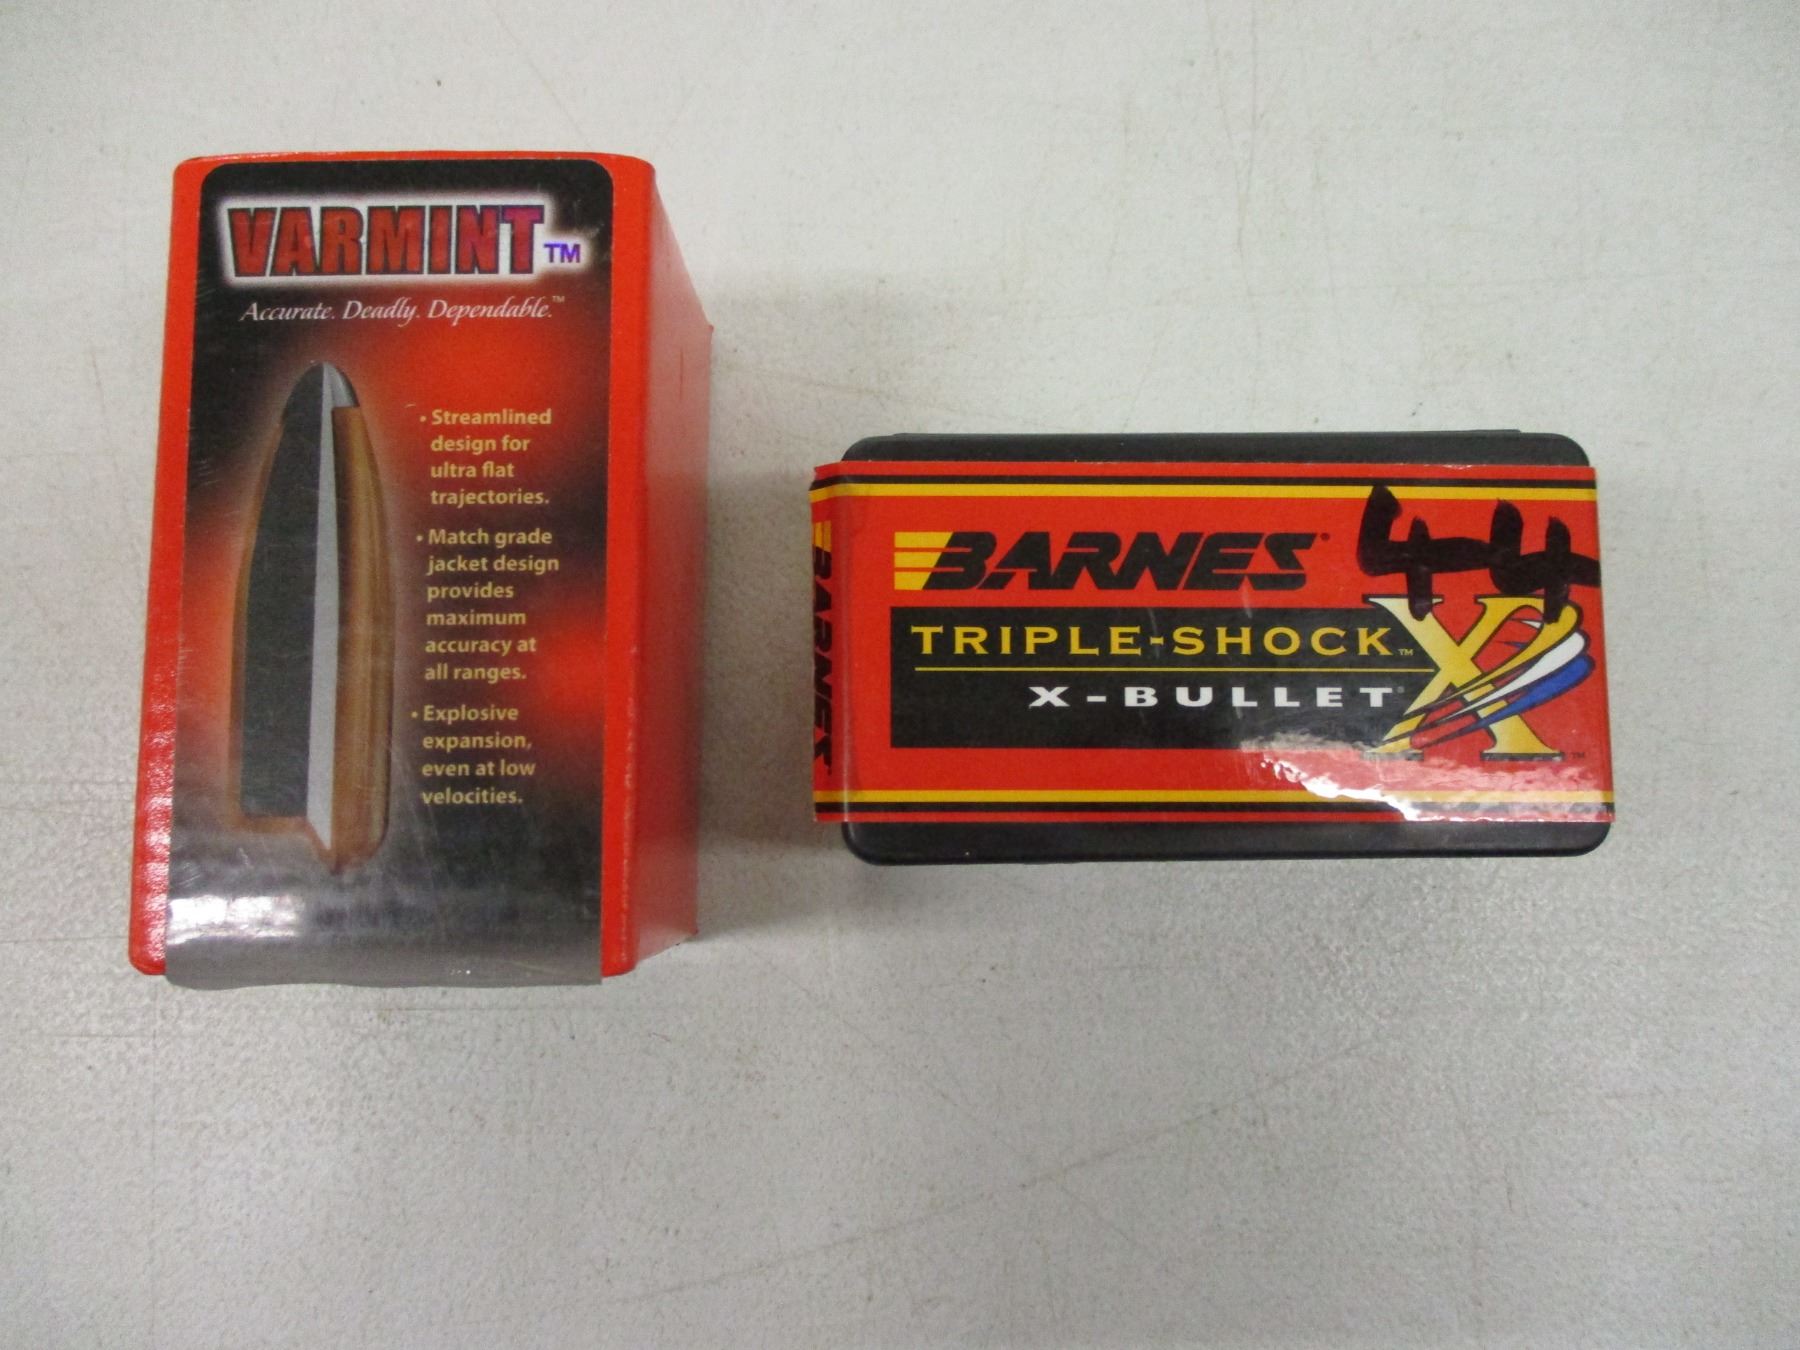 VARMINT™
Accurate. Deadly. Dependable.™
• Streamlined
design for
ultra flat
trajectories.
• Match grade
jacket design
provides
maximum
accuracy at
all ranges.
• Explosive
expansion,
even at low
velocities.
BARNES
BARNES®
44
TRIPLE-SHOCK™
X-BULLET®
X™